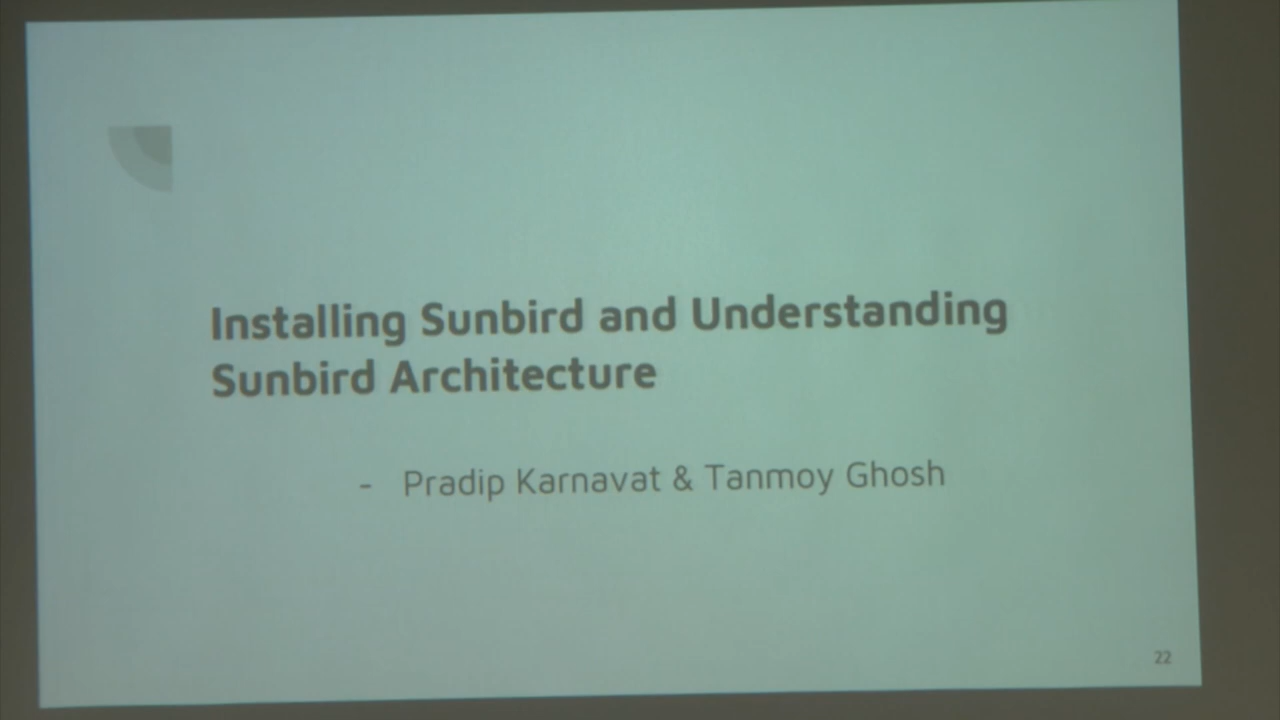 Installing Sunbird and Understanding
Sunbird Architecture
- Pradip Karnavat & Tanmoy Ghosh
22